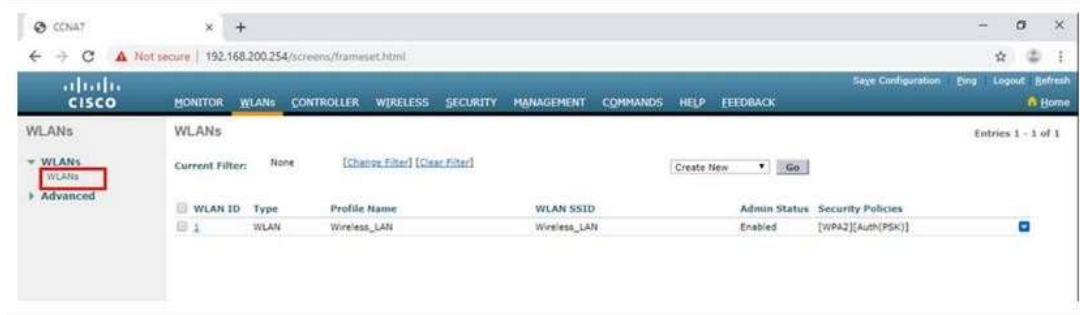 CCNA7
Not secure | 192.168.200.254/screens/frameset.html
Save Configuration Ping Logout Refresh
CISCO MONITOR WLANs CONTROLLER WIRELESS SECURITY MANAGEMENT COMMANDS HELP FEEDBACK Home
WLANs
WLANs
WLANs
Advanced
WLANs
Entries 1 - 1 of 1
Current Filter: None [Change Filter] [Clear Filter] Create New Go
WLAN ID Type Profile Name WLAN SSID Admin Status Security Policies
1 WLAN Wireless_LAN Wireless_LAN Enabled [WPA2][Auth(PSK)]